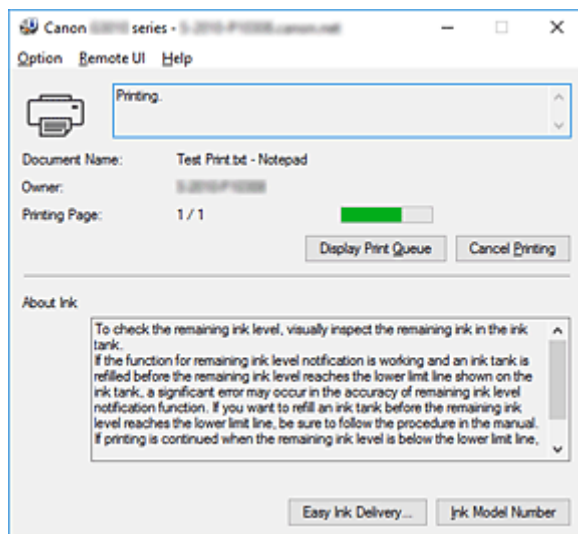 Canon series -
Option Remote UI Help
Printing.
Document Name: Test Print.txt - Notepad
Owner:
Printing Page: 1 / 1
Display Print Queue Cancel Printing
About Ink
To check the remaining ink level, visually inspect the remaining ink in the ink
tank.
If the function for remaining ink level notification is working and an ink tank is
refilled before the remaining ink level reaches the lower limit line shown on the
ink tank, a significant error may occur in the accuracy of remaining ink level
notification function. If you want to refill an ink tank before the remaining ink
level reaches the lower limit line, be sure to follow the procedure in the manual.
If printing is continued when the remaining ink level is below the lower limit line,
Easy Ink Delivery... Ink Model Number